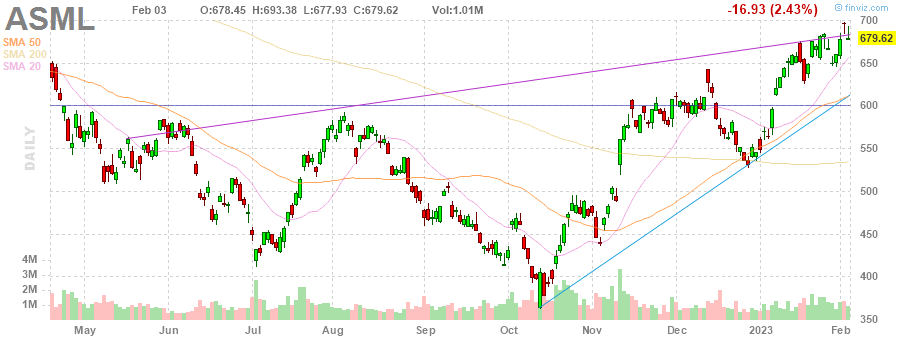 ASML Feb 03 O:678.45 H:693.38 L:677.93 C:679.62 Vol:1.01M -16.93 (2.43%) @ finviz.com
SMA 50
SMA 200
SMA 20
DAILY
700
679.62
650
600
550
500
450
400
350
4M
3M
2M
1M
May Jun Jul Aug Sep Oct Nov Dec 2023 Feb